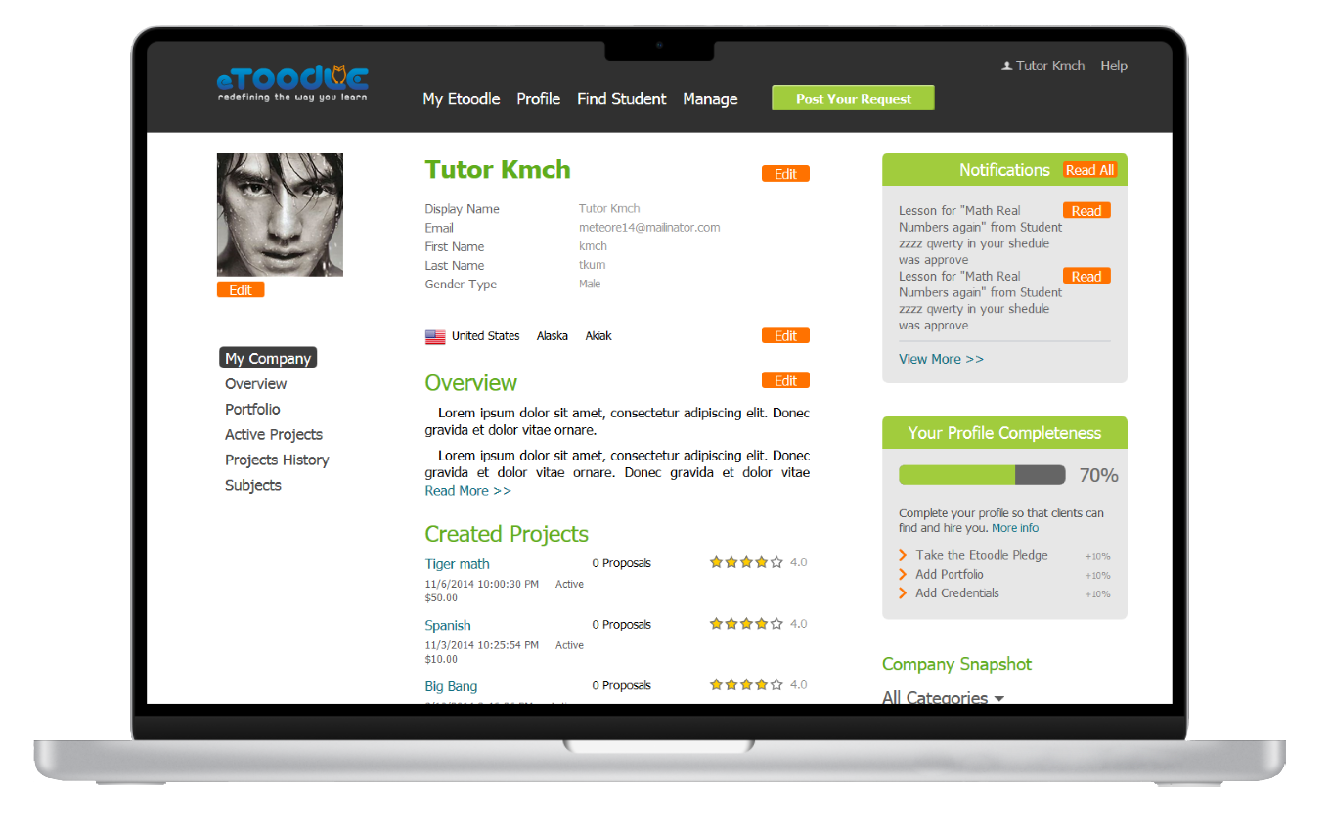 eTOODLE
redefining the way you learn
My Etoodle Profile Find Student Manage
Post Your Request
Tutor Kmch Help
Edit
My Company
Overview
Portfolio
Active Projects
Projects History
Subjects
Tutor Kmch
Edit
Display Name Tutor Kmch
Email meteore14@mailinator.com
First Name kmch
Last Name tkum
Gender Type Male
United States Alaska Akiak
Edit
Overview
Edit
Lorem ipsum dolor sit amet, consectetur adipiscing elit. Donec
gravida et dolor vitae ornare.
Lorem ipsum dolor sit amet, consectetur adipiscing elit. Donec
gravida et dolor vitae ornare. Donec gravida et dolor vitae
Read More >>
Created Projects
Tiger math 0 Proposals 4.0
11/6/2014 10:00:30 PM Active
$50.00
Spanish 0 Proposals 4.0
11/3/2014 10:25:54 PM Active
$10.00
Big Bang 0 Proposals 4.0
Notifications Read All
Lesson for "Math Real
Numbers again" from Student
zzzz qwerty in your shedule
was approve
Read
Lesson for "Math Real
Numbers again" from Student
zzzz qwerty in your shedule
was approve
Read
View More >>
Your Profile Completeness
70%
Complete your profile so that clients can
find and hire you. More info
Take the Etoodle Pledge +10%
Add Portfolio +10%
Add Credentials +10%
Company Snapshot
All Categories